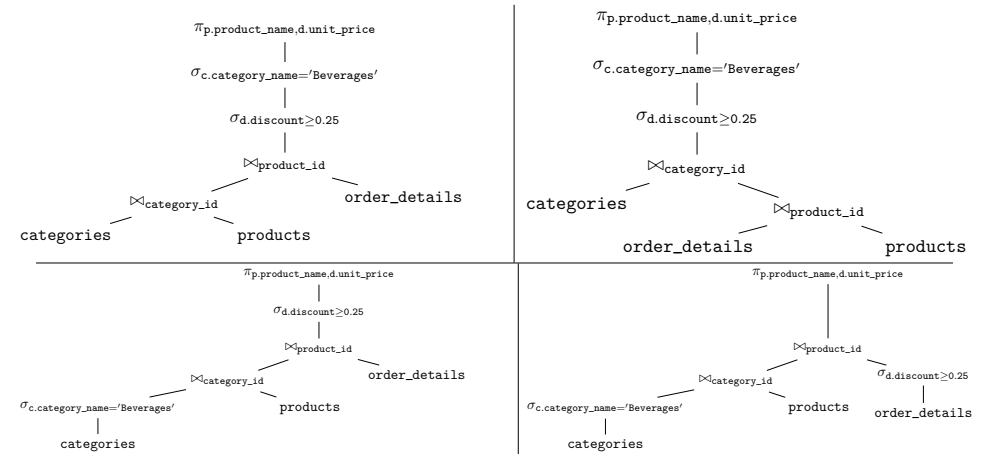 πp.product_name,d.unit_price
σc.category_name='Beverages'
σd.discount≥0.25
⋈product_id
⋈category_id
order_details
categories
products
πp.product_name,d.unit_price
σc.category_name='Beverages'
σd.discount≥0.25
⋈category_id
categories
⋈product_id
order_details
products
πp.product_name,d.unit_price
σd.discount≥0.25
⋈product_id
⋈category_id
order_details
σc.category_name='Beverages'
products
categories
πp.product_name,d.unit_price
⋈product_id
⋈category_id
σd.discount≥0.25
σc.category_name='Beverages'
products
order_details
categories